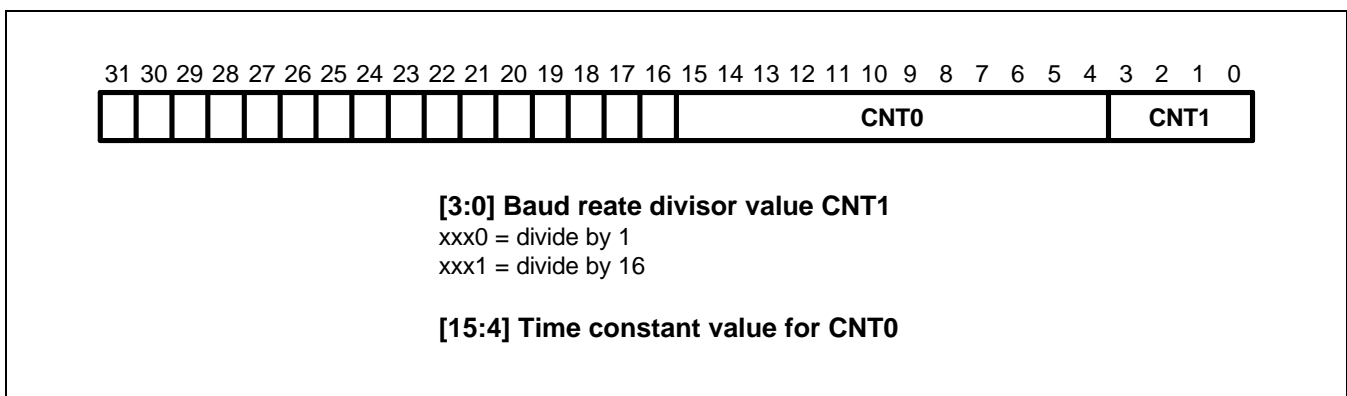 31 30 29 28 27 26 25 24 23 22 21 20 19 18 17 16 15 14 13 12 11 10 9 8 7 6 5 4 3 2 1 0
CNT0 CNT1
[3:0] Baud reate divisor value CNT1
xxx0 = divide by 1
xxx1 = divide by 16
[15:4] Time constant value for CNT0